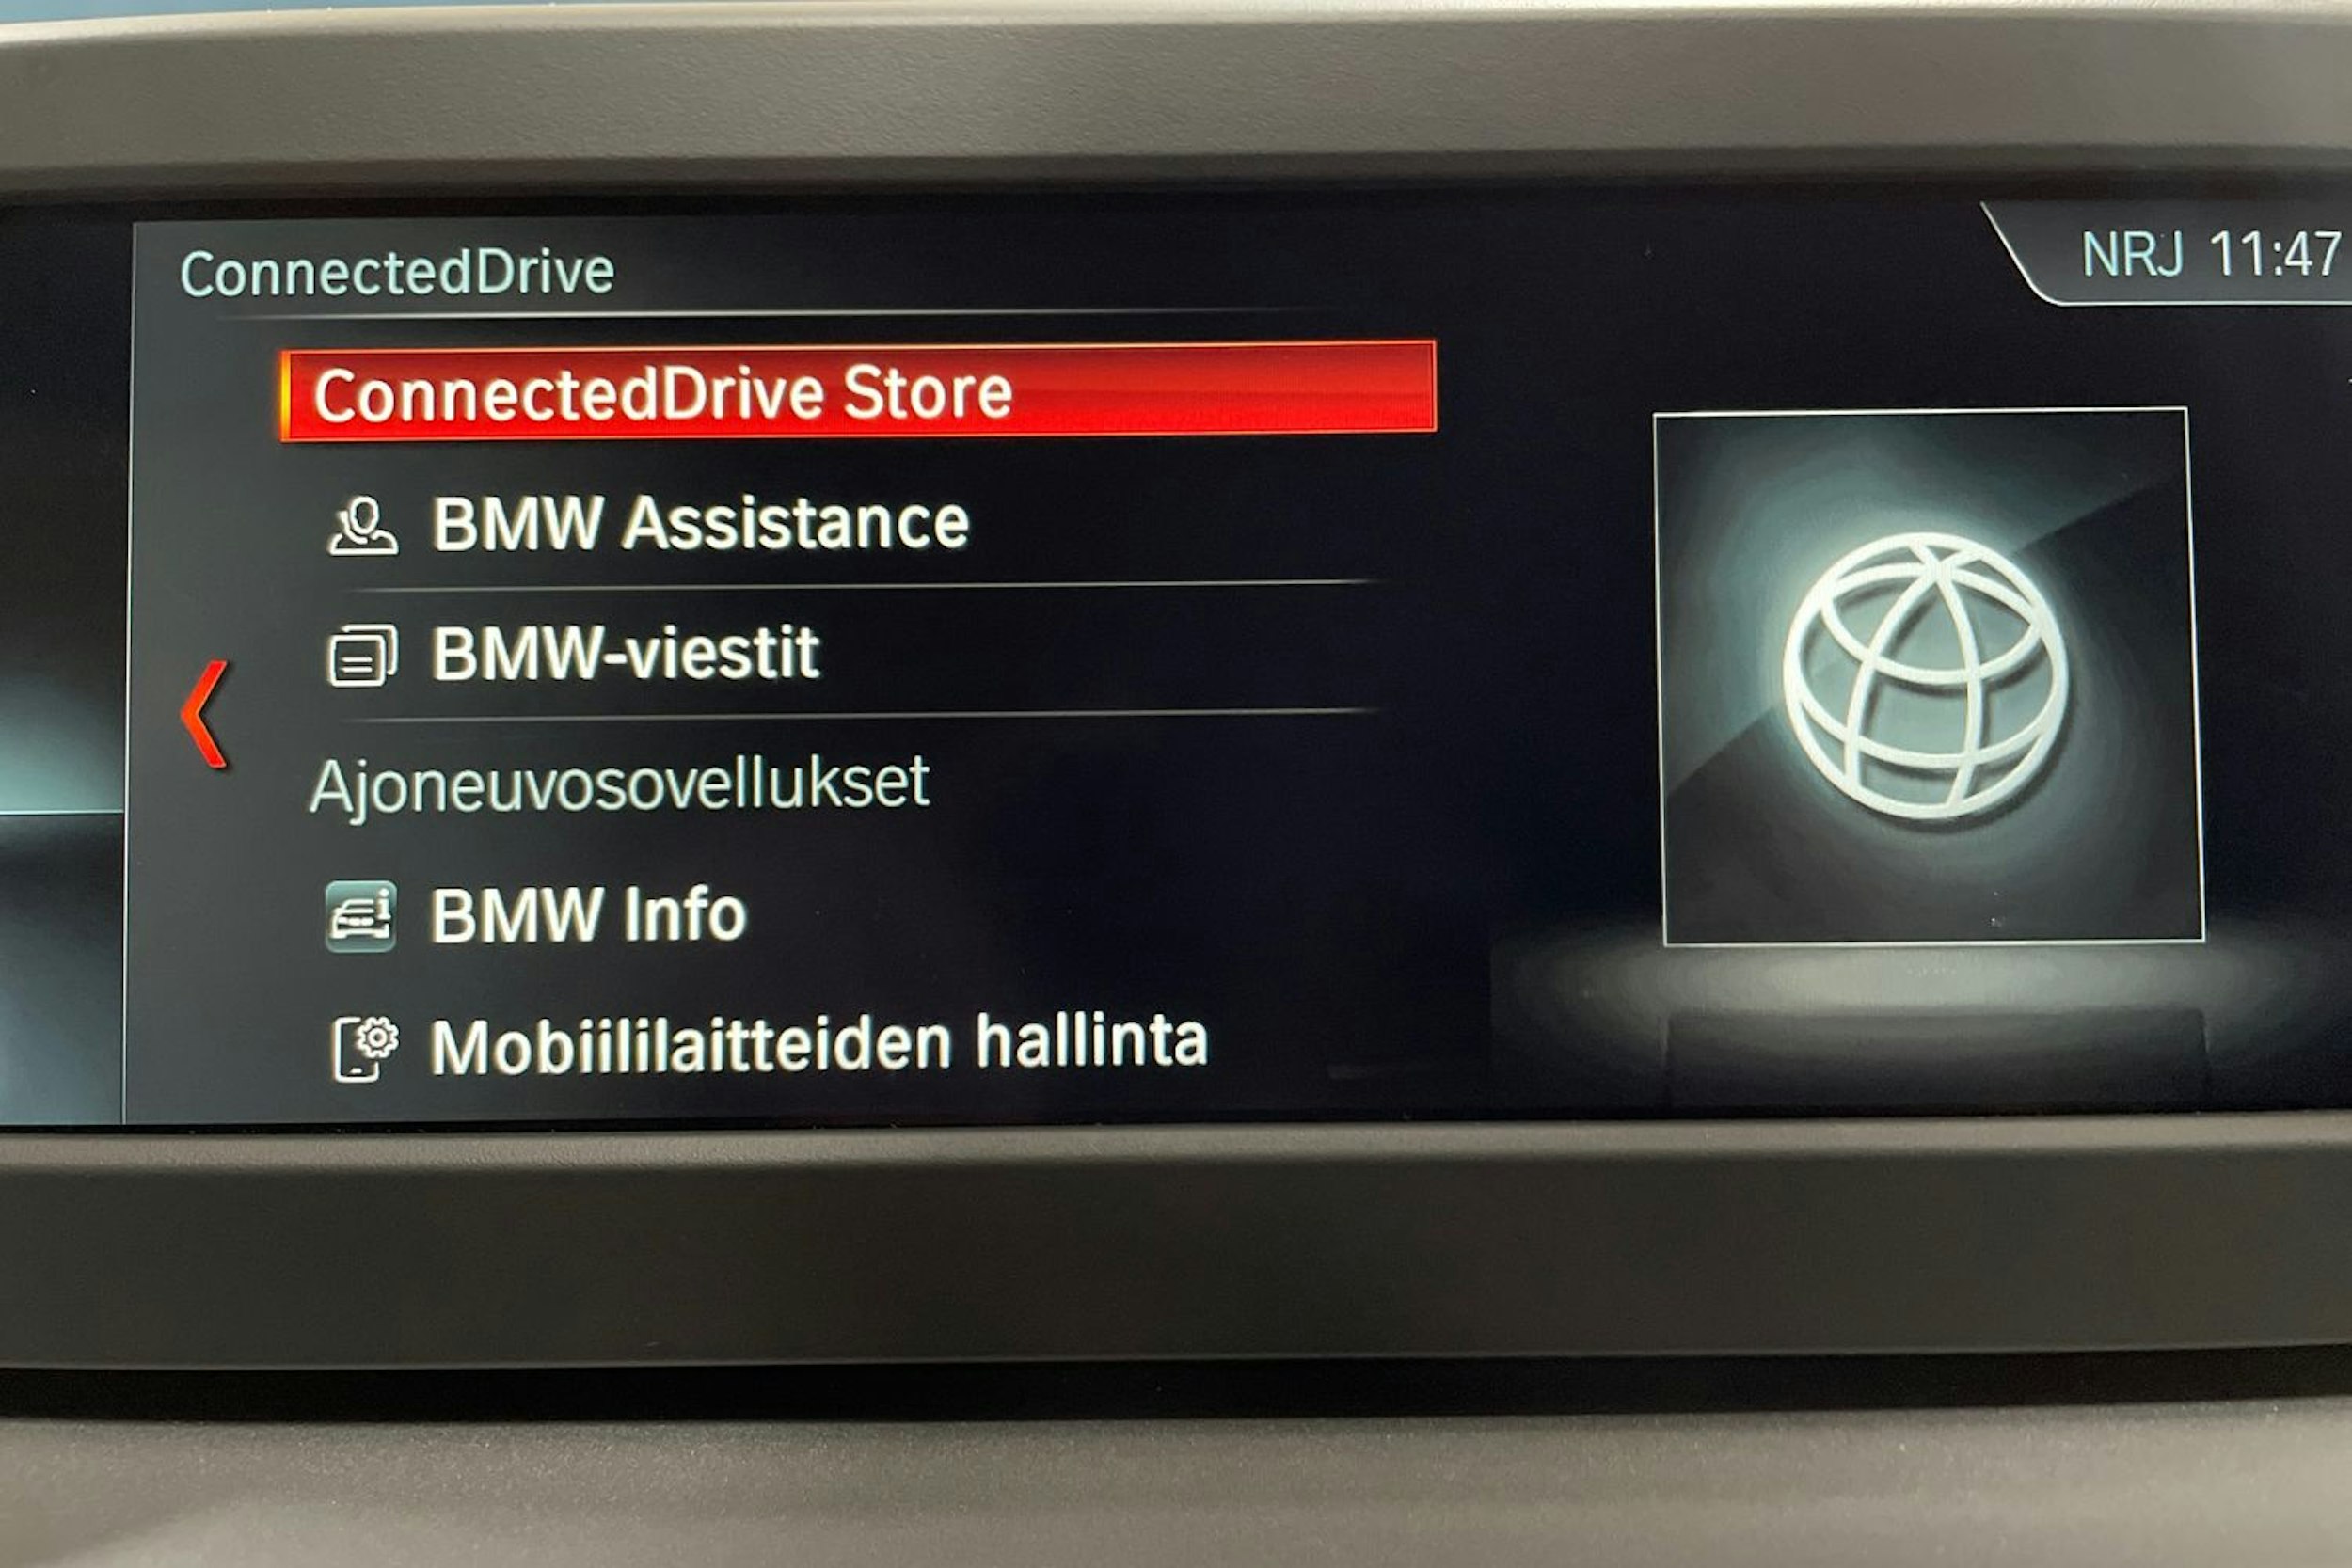 ConnectedDrive
NRJ 11:47
ConnectedDrive Store
BMW Assistance
BMW-viestit
Ajoneuvosovellukset
BMW Info
Mobiililaitteiden hallinta